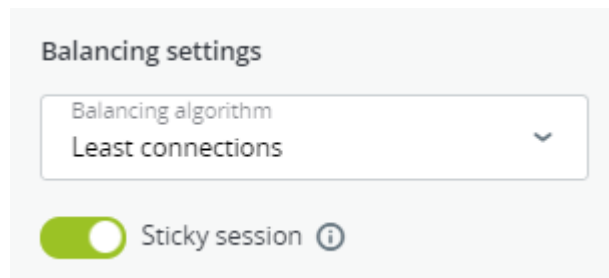 Balancing settings
Balancing algorithm
Least connections
Sticky session